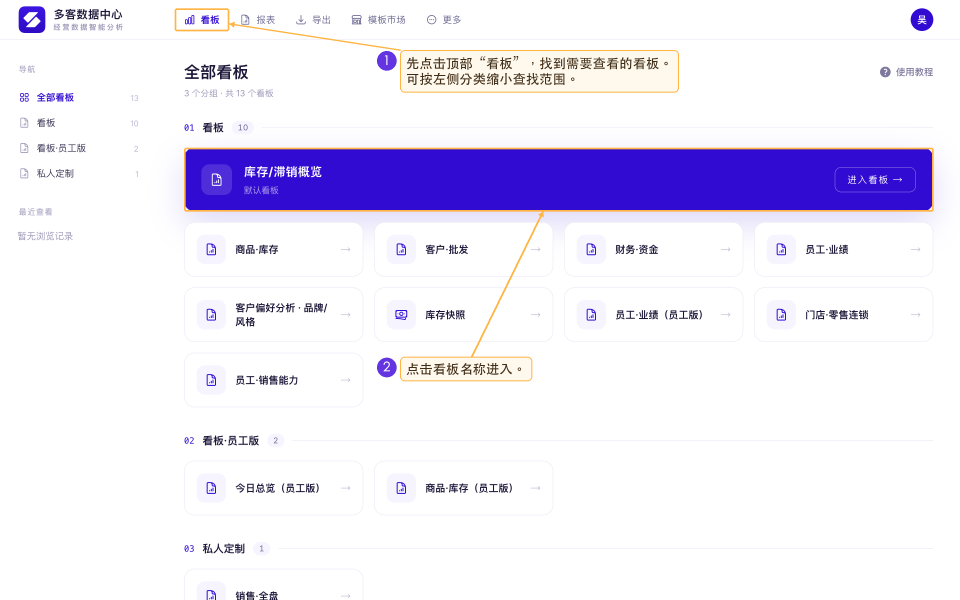 多客数据中心
经营数据智能分析
看板
报表
导出
模板市场
更多
吴
1
先点击顶部“看板”，找到需要查看的看板。
可按左侧分类缩小查找范围。
导航
全部看板 13
看板 10
看板·员工版 2
私人定制 1
最近查看
暂无浏览记录
全部看板
3 个分组 · 共 13 个看板
使用教程
01 看板 10
库存/滞销概览
默认看板
进入看板 →
商品·库存 →
客户·批发 →
财务·资金 →
员工·业绩 →
客户偏好分析 · 品牌/
风格 →
库存快照 →
员工·业绩（员工版） →
门店·零售连锁 →
员工·销售能力 →
2
点击看板名称进入。
02 看板·员工版 2
今日总览（员工版） →
商品·库存（员工版） →
03 私人定制 1
销售·全盘 →